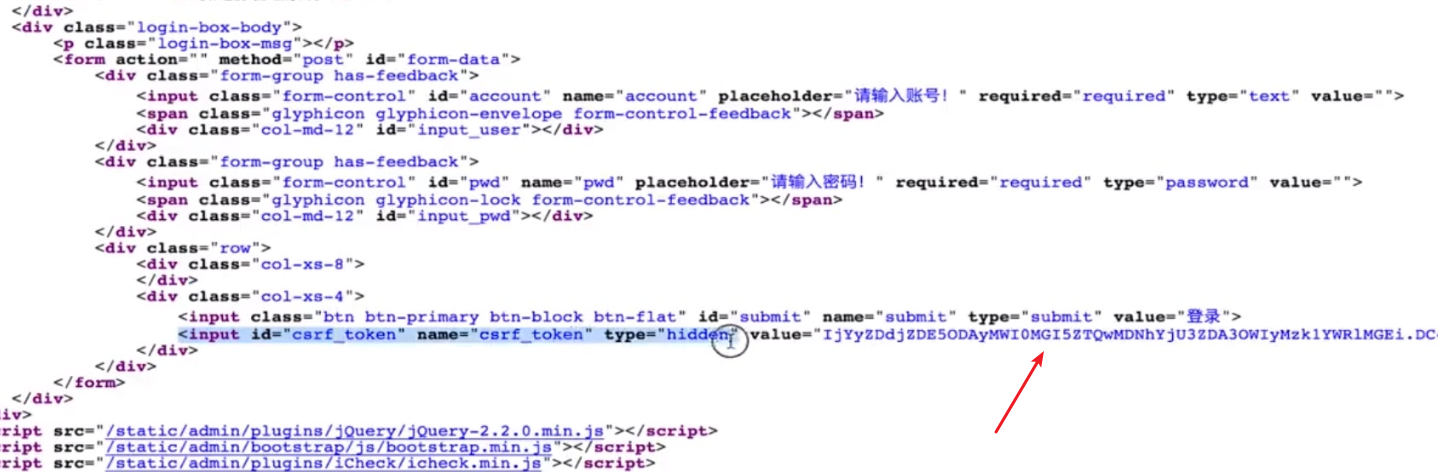 </div>
<div class="login-box-body">
<p class="login-box-msg"></p>
<form action="" method="post" id="form-data">
<div class="form-group has-feedback">
<input class="form-control" id="account" name="account" placeholder="请输入账号！" required="required" type="text" value="">
<span class="glyphicon glyphicon-envelope form-control-feedback"></span>
<div class="col-md-12" id="input_user"></div>
</div>
<div class="form-group has-feedback">
<input class="form-control" id="pwd" name="pwd" placeholder="请输入密码！" required="required" type="password" value="">
<span class="glyphicon glyphicon-lock form-control-feedback"></span>
<div class="col-md-12" id="input_pwd"></div>
</div>
<div class="row">
<div class="col-xs-8">
</div>
<div class="col-xs-4">
<input class="btn btn-primary btn-block btn-flat" id="submit" name="submit" type="submit" value="登录">
<input id="csrf_token" name="csrf_token" type="hidden" value="IjYyZDdjZDE5ODAyMWI0MGI5ZTQwMDNhYjU3ZDA3OWIyMzklYWRlMGEi.DC
</div>
</div>
</form>
</div>
iv>
ript src="/static/admin/plugins/jQuery/jQuery-2.2.0.min.js"></script>
ript src="/static/admin/bootstrap/js/bootstrap.min.js"></script>
ript src="/static/admin/plugins/iCheck/icheck.min.js"></script>